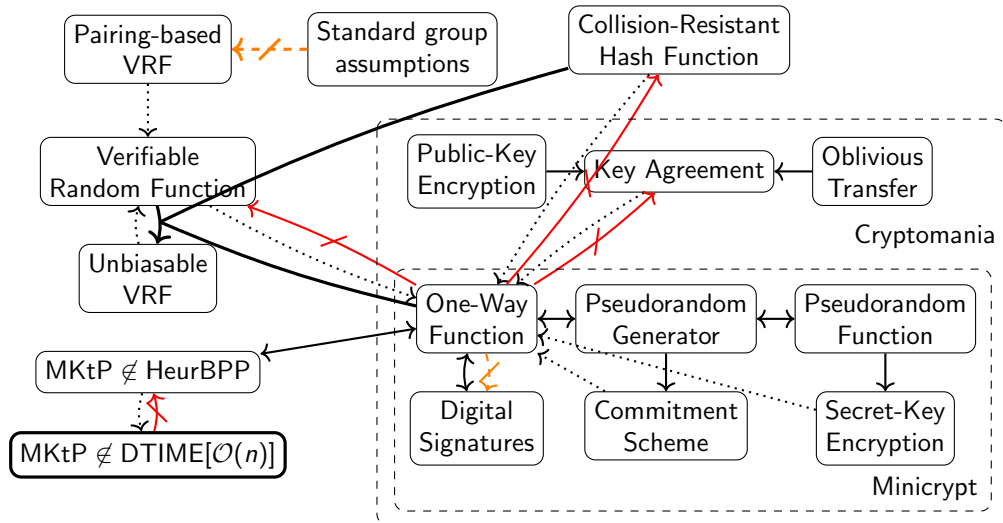 Pairing-based
VRF
Standard group
assumptions
Collision-Resistant
Hash Function
Verifiable
Random Function
Public-Key
Encryption
Key Agreement
Oblivious
Transfer
Cryptomania
Unbiasable
VRF
One-Way
Function
Pseudorandom
Generator
Pseudorandom
Function
MKtP ∉ HeurBPP
Digital
Signatures
Commitment
Scheme
Secret-Key
Encryption
MKtP ∉ DTIME[𝒪(n)]
Minicrypt